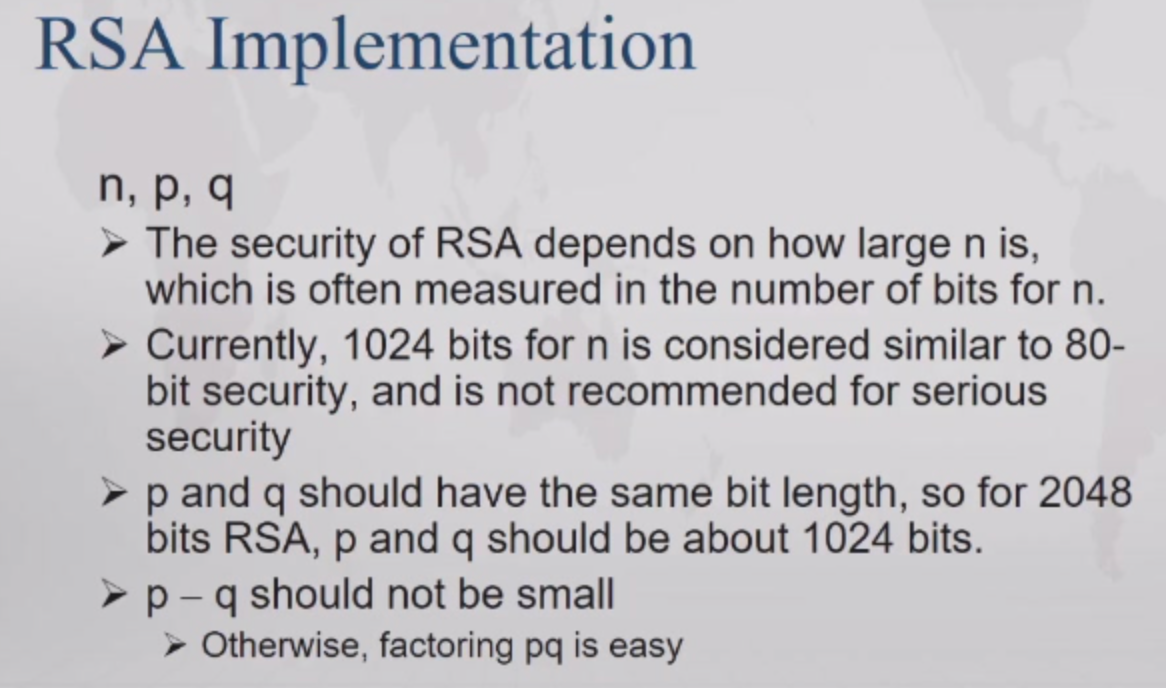 RSA Implementation
n, p, q
➢ The security of RSA depends on how large n is,
which is often measured in the number of bits for n.
➢ Currently, 1024 bits for n is considered similar to 80-
bit security, and is not recommended for serious
security
➢ p and q should have the same bit length, so for 2048
bits RSA, p and q should be about 1024 bits.
➢ p – q should not be small
➢ Otherwise, factoring pq is easy